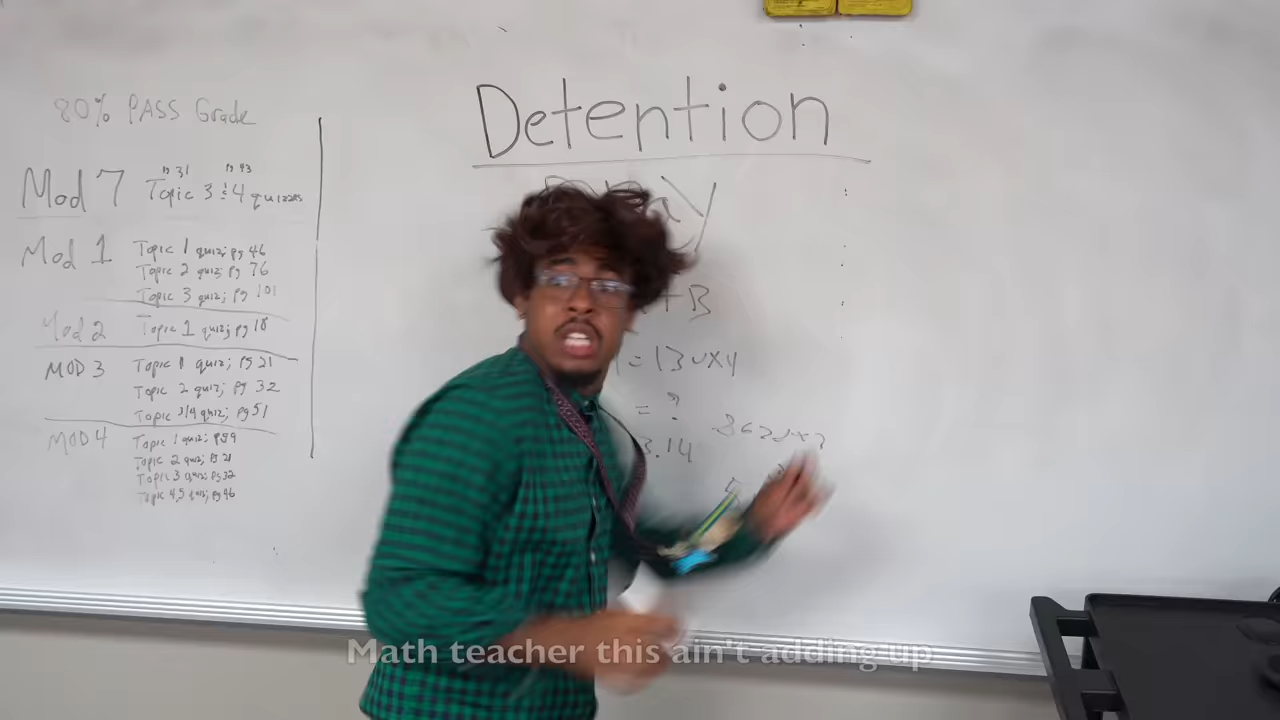 80% PASS Grade
pg 31 pg 43
Mod 7 Topic 3 & 4 quizzes
Mod 1 Topic 1 quiz; pg 46
Topic 2 quiz; pg 76
Topic 3 quiz; pg 101
Mod 2 Topic 1 quiz; pg 18
MOD 3 Topic 1 quiz; pg 21
Topic 2 quiz; pg 32
Topic 3/4 quiz; pg 51
MOD 4 Topic 1 quiz; pg 9
Topic 2 quiz; pg 21
Topic 3 quiz; pg 32
Topic 4,5 quiz; pg 46
Detention
+B
=130x4
= ?
3.14
Math teacher this ain't adding up